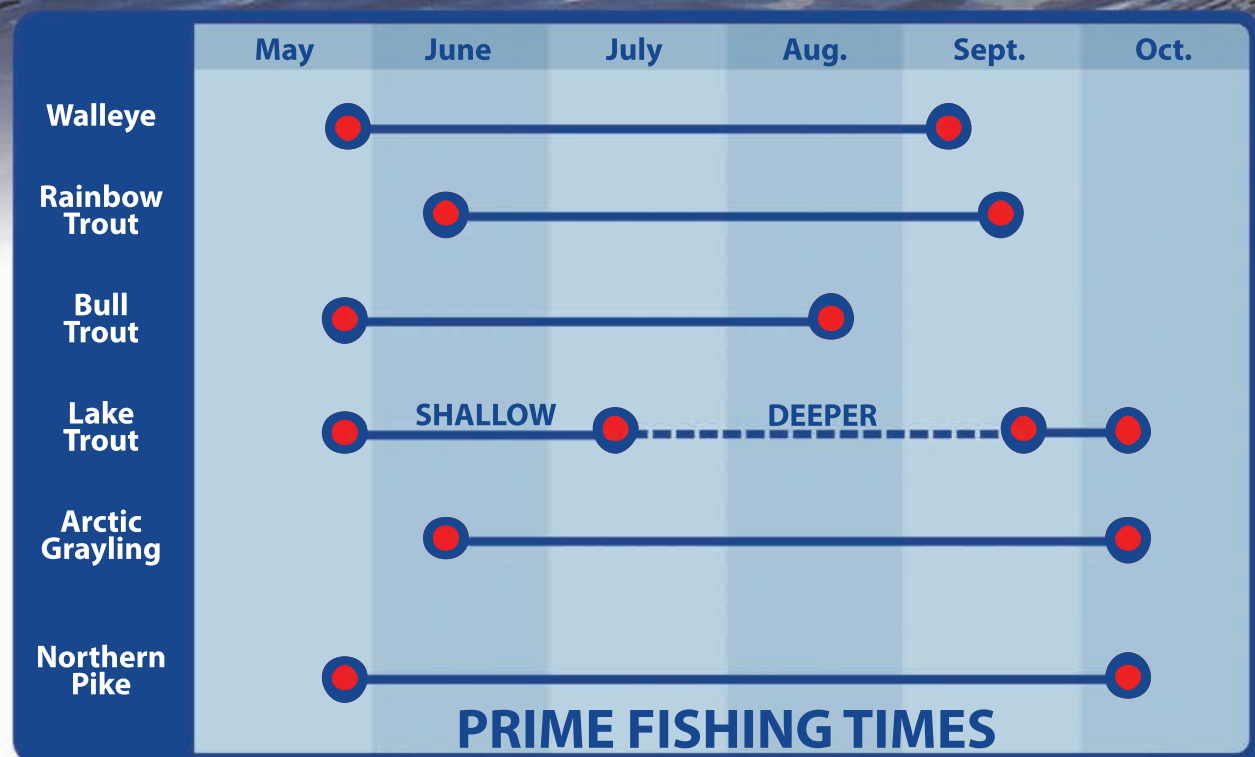 May June July Aug. Sept. Oct.
Walleye
Rainbow
Trout
Bull
Trout
Lake
Trout
SHALLOW DEEPER
Arctic
Grayling
Northern
Pike
PRIME FISHING TIMES